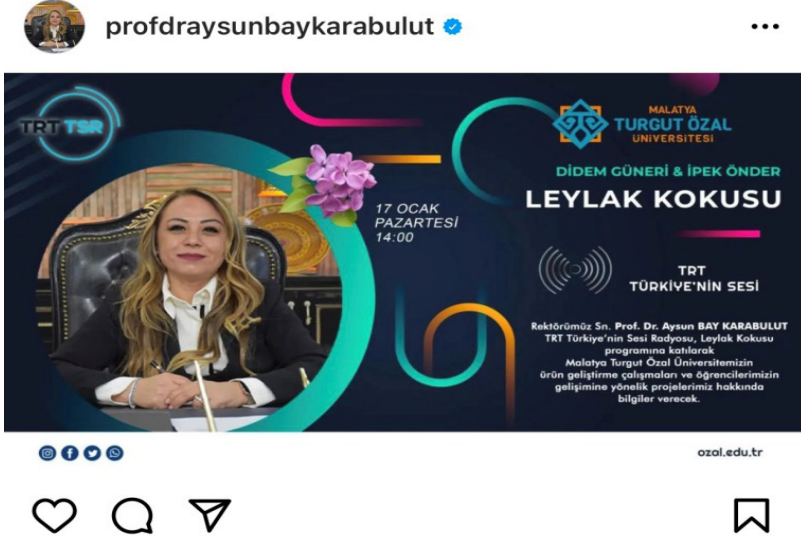 profdraysunbaykarabulut
TRT TSR
MALATYA
TURGUT ÖZAL
ÜNİVERSİTESİ
DİDEM GÜNERİ & İPEK ÖNDER
LEYLAK KOKUSU
17 OCAK
PAZARTESİ
14:00
TRT
TÜRKİYE'NİN SESİ
Rektörümüz Sn. Prof. Dr. Aysun BAY KARABULUT
TRT Türkiye'nin Sesi Radyosu, Leylak Kokusu
programına katılarak
Malatya Turgut Özal Üniversitemizin
ürün geliştirme çalışmaları ve öğrencilerimizin
gelişimine yönelik projelerimiz hakkında
bilgiler verecek.
ozal.edu.tr